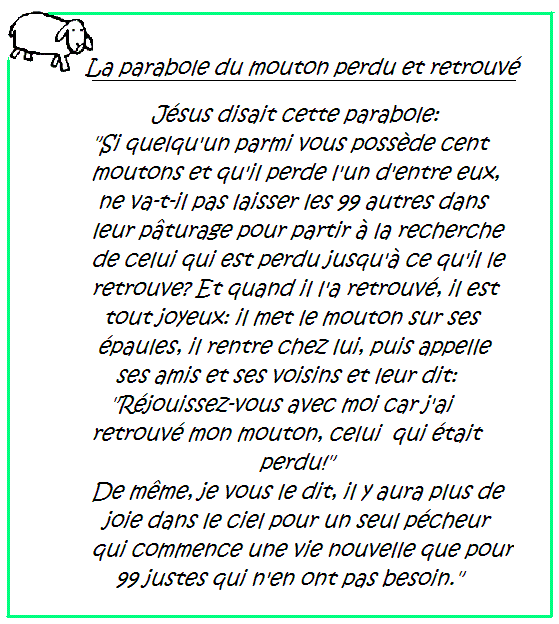 La parabole du mouton perdu et retrouvé
Jésus disait cette parabole:
"Si quelqu'un parmi vous possède cent
moutons et qu'il perde l'un d'entre eux,
ne va-t-il pas laisser les 99 autres dans
leur pâturage pour partir à la recherche
de celui qui est perdu jusqu'à ce qu'il le
retrouve? Et quand il l'a retrouvé, il est
tout joyeux: il met le mouton sur ses
épaules, il rentre chez lui, puis appelle
ses amis et ses voisins et leur dit:
"Réjouissez-vous avec moi car j'ai
retrouvé mon mouton, celui qui était
perdu!"
De même, je vous le dit, il y aura plus de
joie dans le ciel pour un seul pécheur
qui commence une vie nouvelle que pour
99 justes qui n'en ont pas besoin."